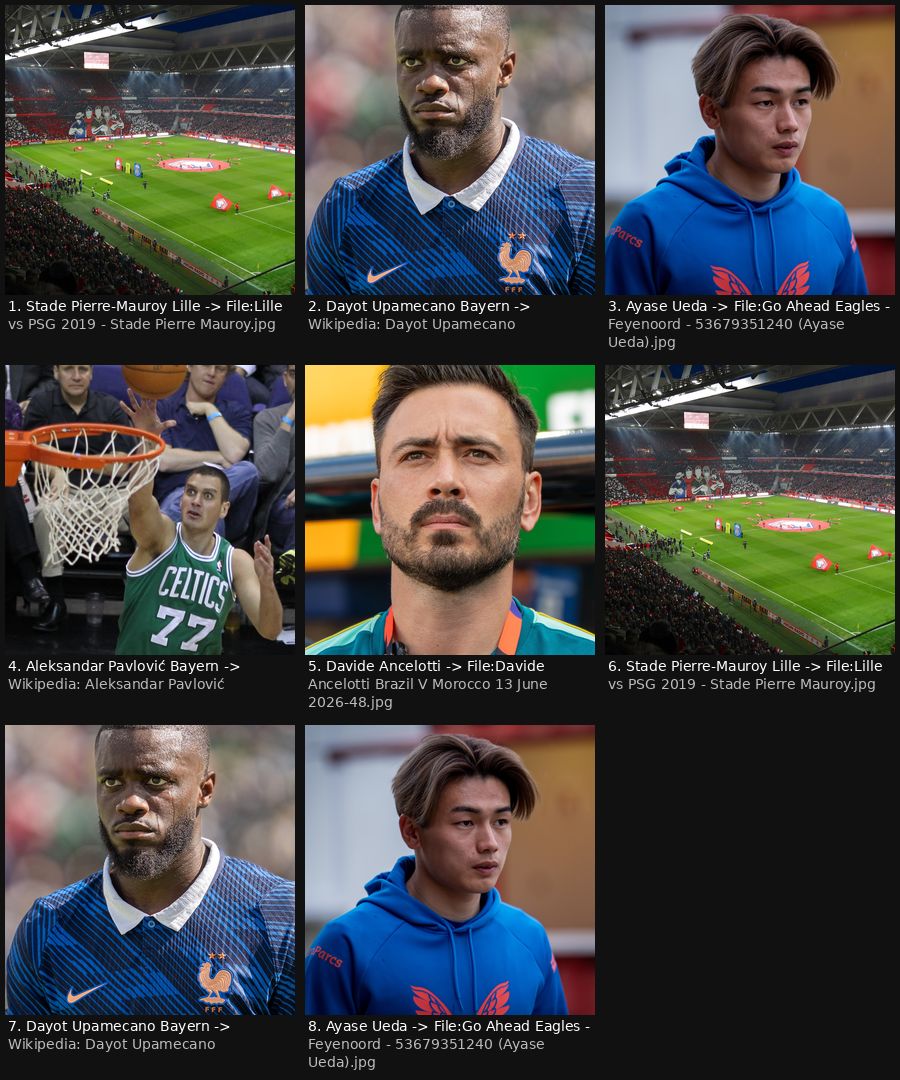 1. Stade Pierre-Mauroy Lille -> File:Lille
vs PSG 2019 - Stade Pierre Mauroy.jpg
FFF
2. Dayot Upamecano Bayern ->
Wikipedia: Dayot Upamecano
Parcs
3. Ayase Ueda -> File:Go Ahead Eagles -
Feyenoord - 53679351240 (Ayase
Ueda).jpg
CELTICS
77
4. Aleksandar Pavlović Bayern ->
Wikipedia: Aleksandar Pavlović
5. Davide Ancelotti -> File:Davide
Ancelotti Brazil V Morocco 13 June
2026-48.jpg
6. Stade Pierre-Mauroy Lille -> File:Lille
vs PSG 2019 - Stade Pierre Mauroy.jpg
FFF
7. Dayot Upamecano Bayern ->
Wikipedia: Dayot Upamecano
Parcs
8. Ayase Ueda -> File:Go Ahead Eagles -
Feyenoord - 53679351240 (Ayase
Ueda).jpg